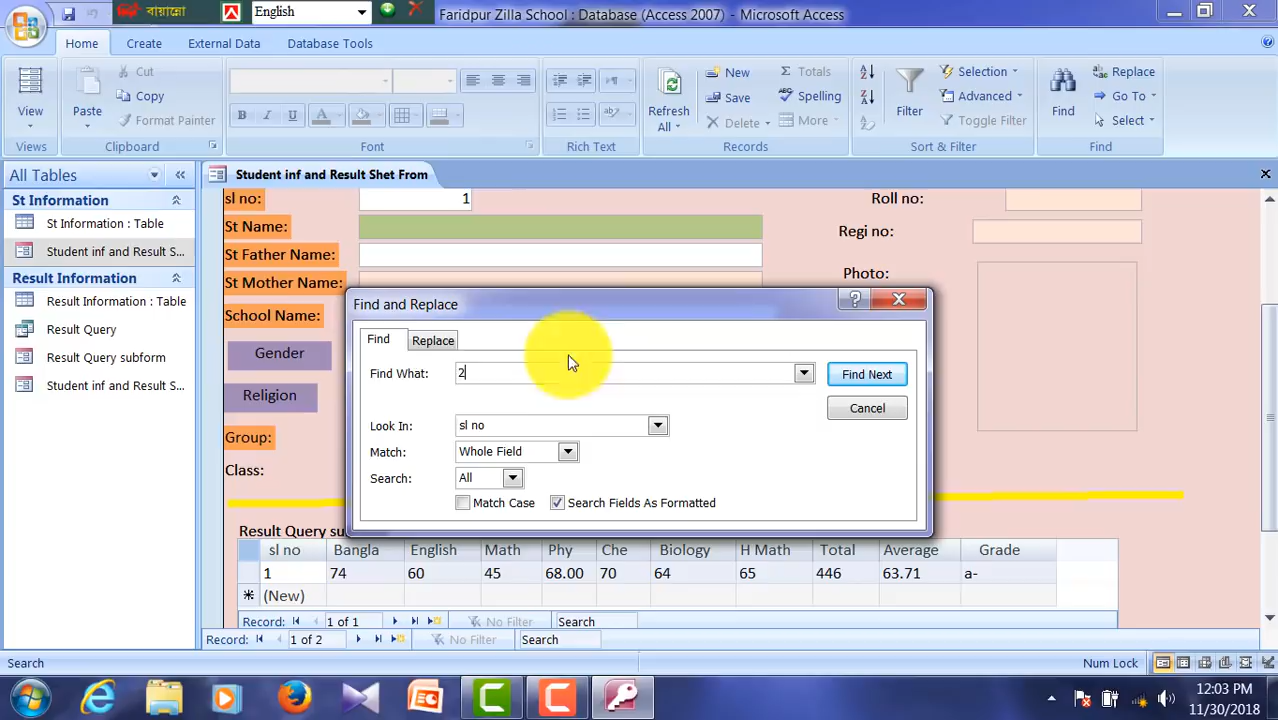 বায়ান্নো English Faridpur Zilla School : Database (Access 2007) - Microsoft Access
Home Create External Data Database Tools
View Paste Cut Copy Format Painter Refresh All New Save Delete Totals Spelling More Filter Selection Advanced Toggle Filter Find Replace Go To Select
Views Clipboard Font Rich Text Records Sort & Filter Find
All Tables
St Information
St Information : Table
Student inf and Result S...
Result Information
Result Information : Table
Result Query
Result Query subform
Student inf and Result S...
Student inf and Result Shet From
sl no: 1 Roll no:
St Name: Regi no:
St Father Name:
St Mother Name: Photo:
School Name:
Gender
Religion
Group:
Class:
Find and Replace
Find Replace
Find What: 2 Find Next
Cancel
Look In: sl no
Match: Whole Field
Search: All
Match Case Search Fields As Formatted
Result Query su
sl no Bangla English Math Phy Che Biology H Math Total Average Grade
1 74 60 45 68.00 70 64 65 446 63.71 a-
(New)
Record: 1 of 1 No Filter Search
Record: 1 of 2 No Filter Search
Search Num Lock
12:03 PM
11/30/2018